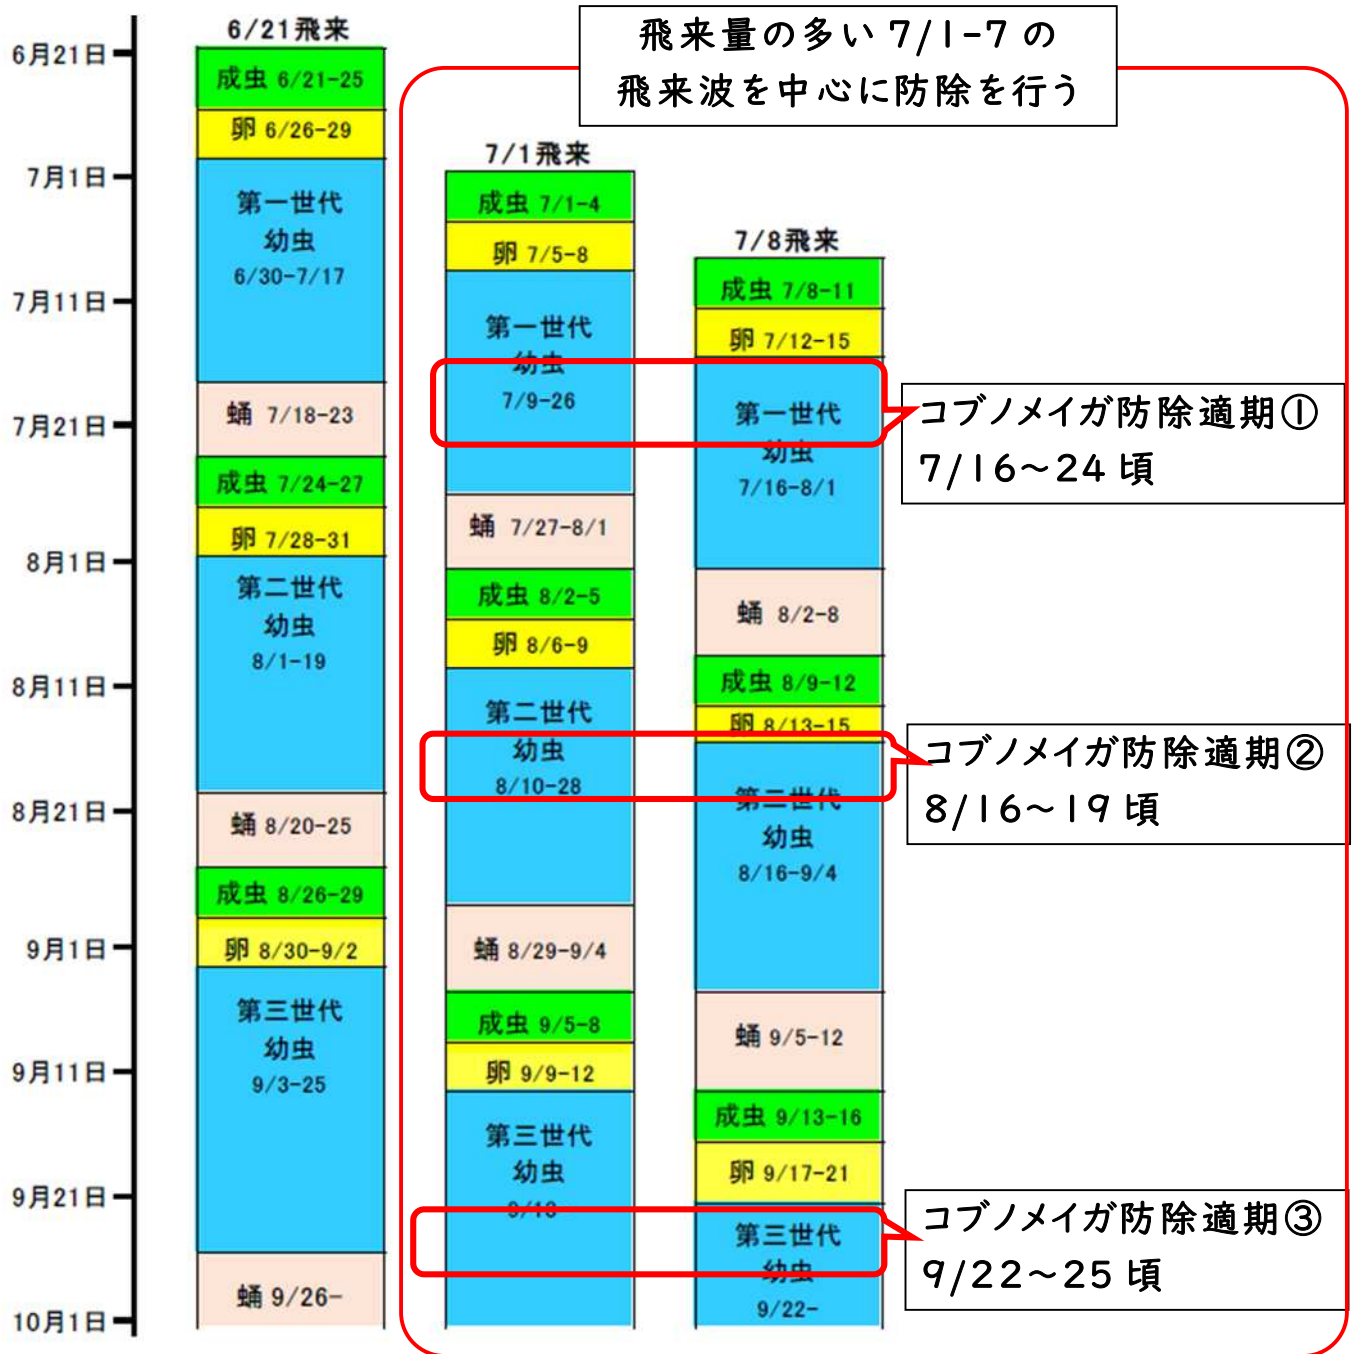 飛来量の多い 7/1-7 の
飛来波を中心に防除を行う
6月21日
7月1日
7月11日
7月21日
8月1日
8月11日
8月21日
9月1日
9月11日
9月21日
10月1日
6/21飛来
成虫 6/21-25
卵 6/26-29
第一世代
幼虫
6/30-7/17
蛹 7/18-23
成虫 7/24-27
卵 7/28-31
第二世代
幼虫
8/1-19
蛹 8/20-25
成虫 8/26-29
卵 8/30-9/2
第三世代
幼虫
9/3-25
蛹 9/26-
7/1飛来
成虫 7/1-4
卵 7/5-8
第一世代
幼虫
7/9-26
蛹 7/27-8/1
成虫 8/2-5
卵 8/6-9
第二世代
幼虫
8/10-28
蛹 8/29-9/4
成虫 9/5-8
卵 9/9-12
第三世代
幼虫
9/13-
7/8飛来
成虫 7/8-11
卵 7/12-15
第一世代
幼虫
7/16-8/1
蛹 8/2-8
成虫 8/9-12
卵 8/13-15
第二世代
幼虫
8/16-9/4
蛹 9/5-12
成虫 9/13-16
卵 9/17-21
第三世代
幼虫
9/22-
コブノメイガ防除適期①
7/16～24 頃
コブノメイガ防除適期②
8/16～19 頃
コブノメイガ防除適期③
9/22～25 頃